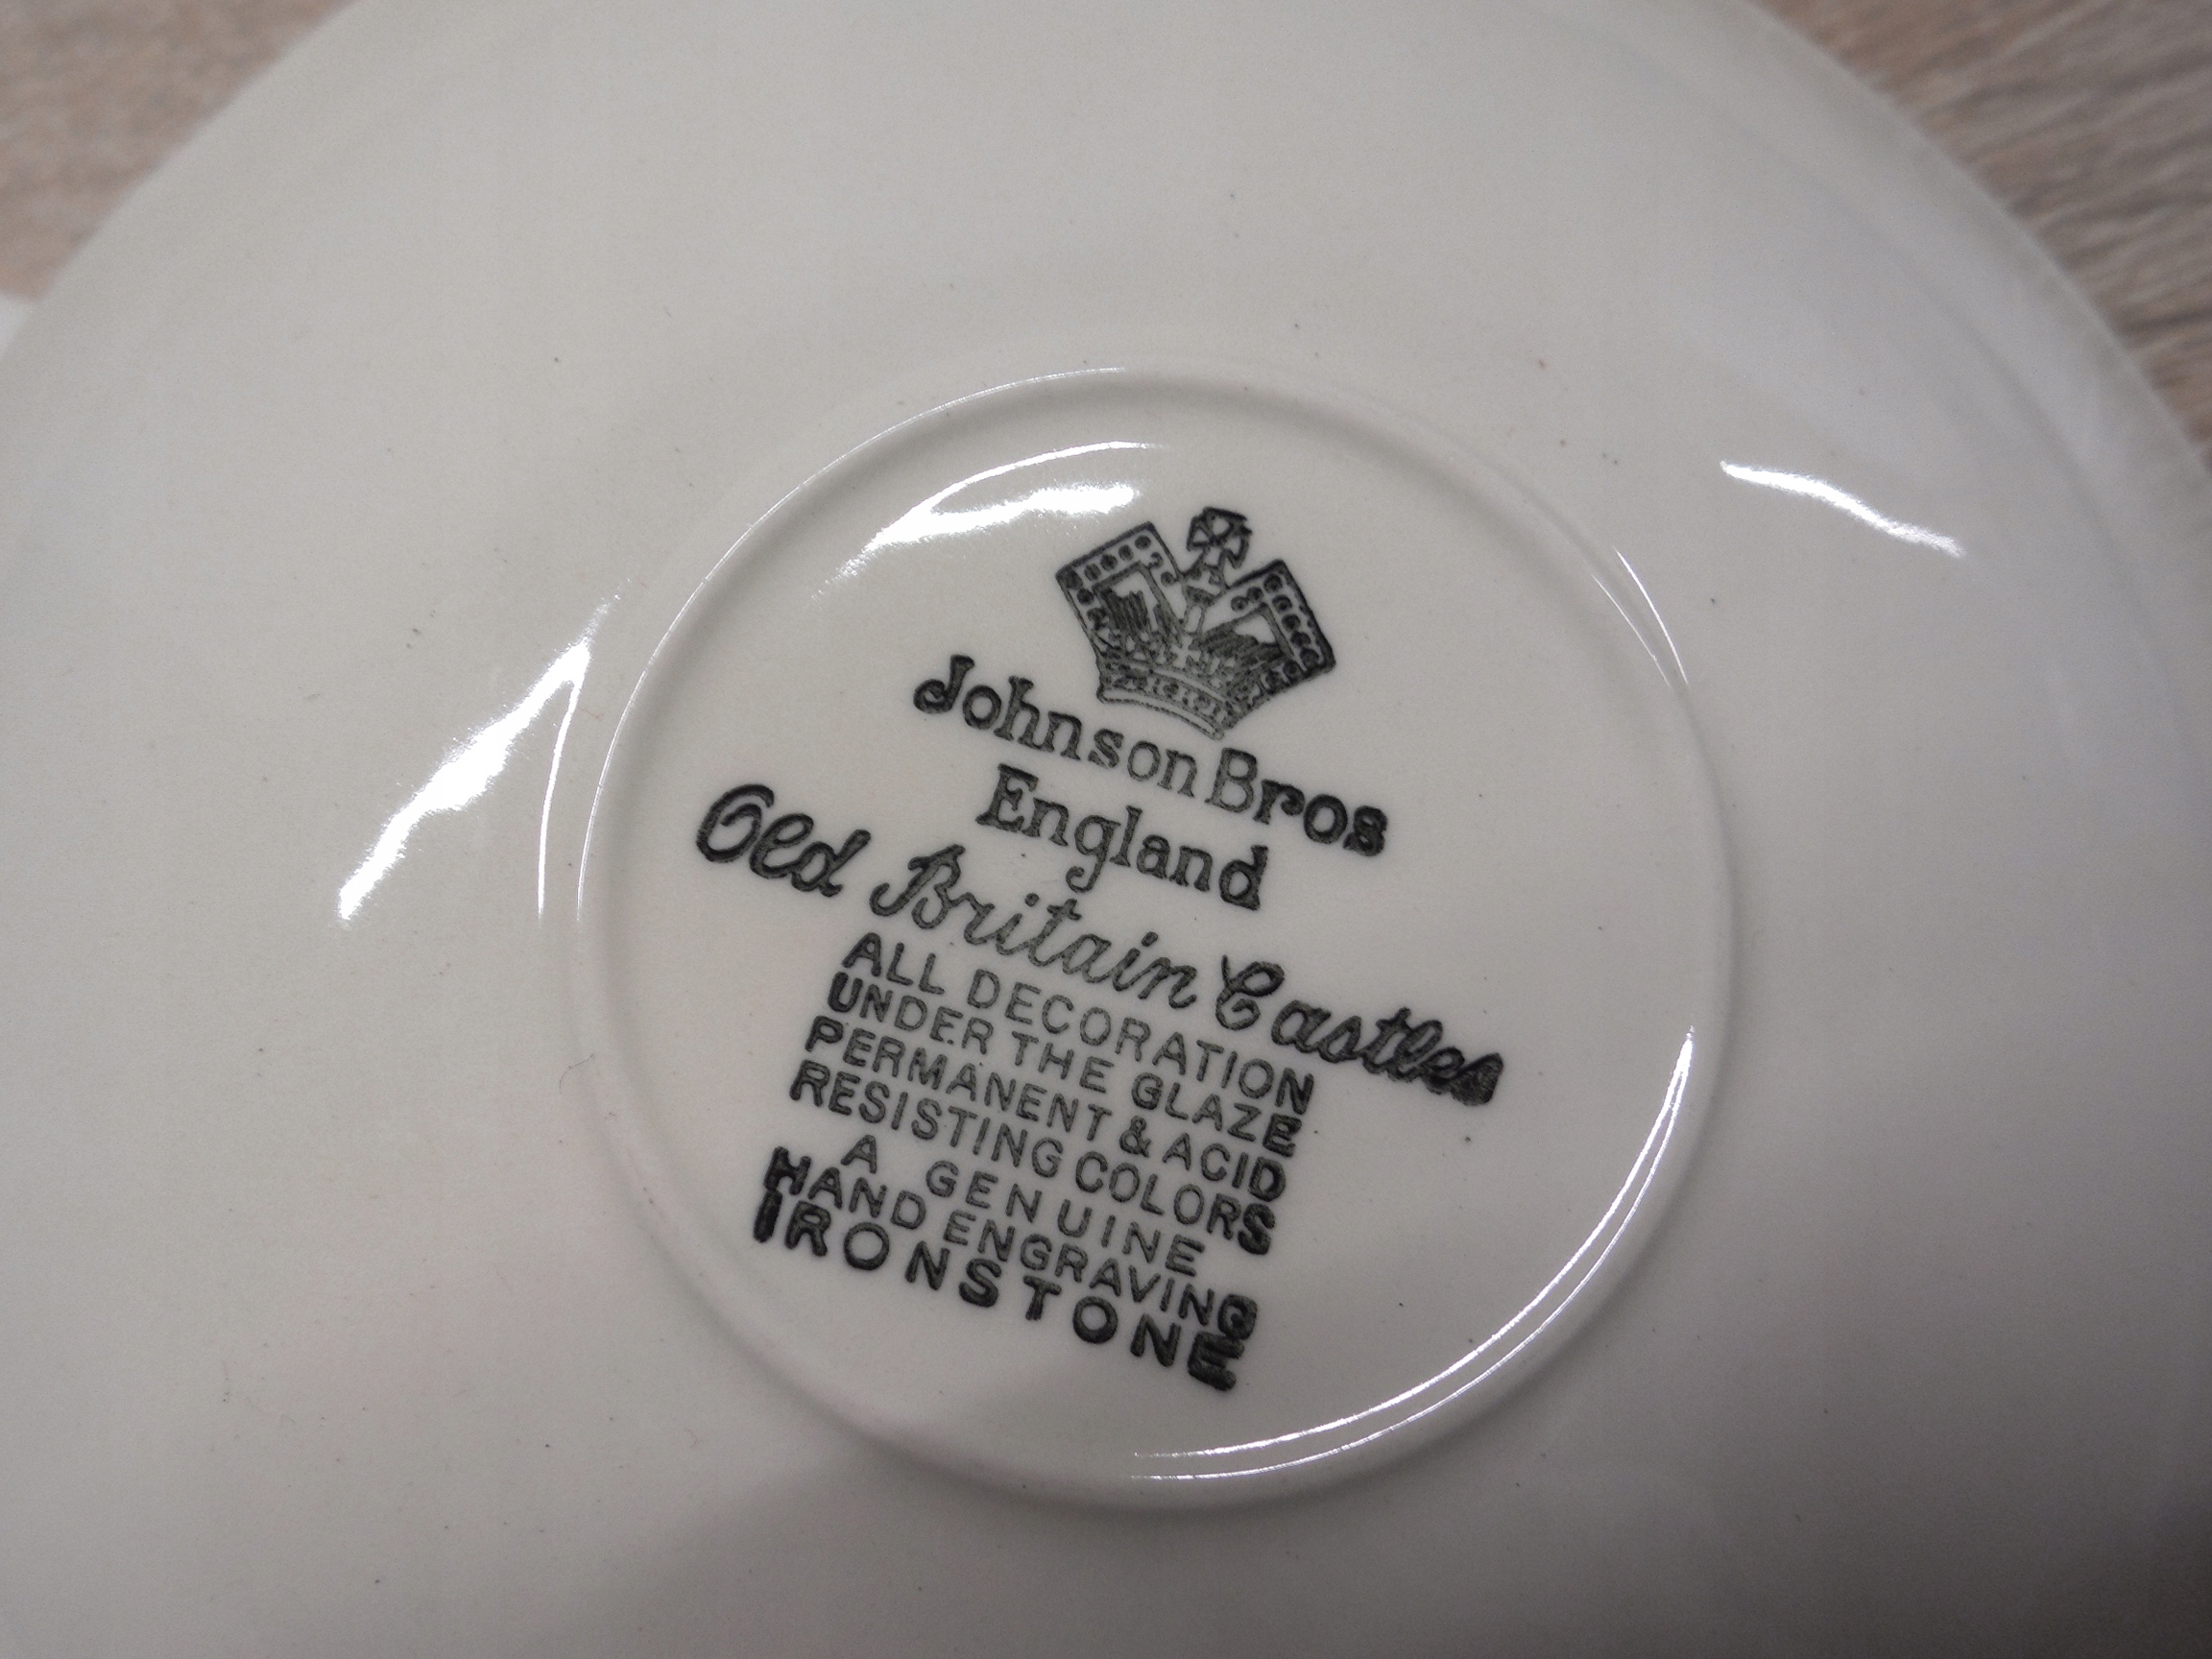 Johnson Bros
England
Old Britain Castles
ALL DECORATION
UNDER THE GLAZE
PERMANENT & ACID
RESISTING COLORS
A GENUINE
HAND ENGRAVING
IRONSTONE